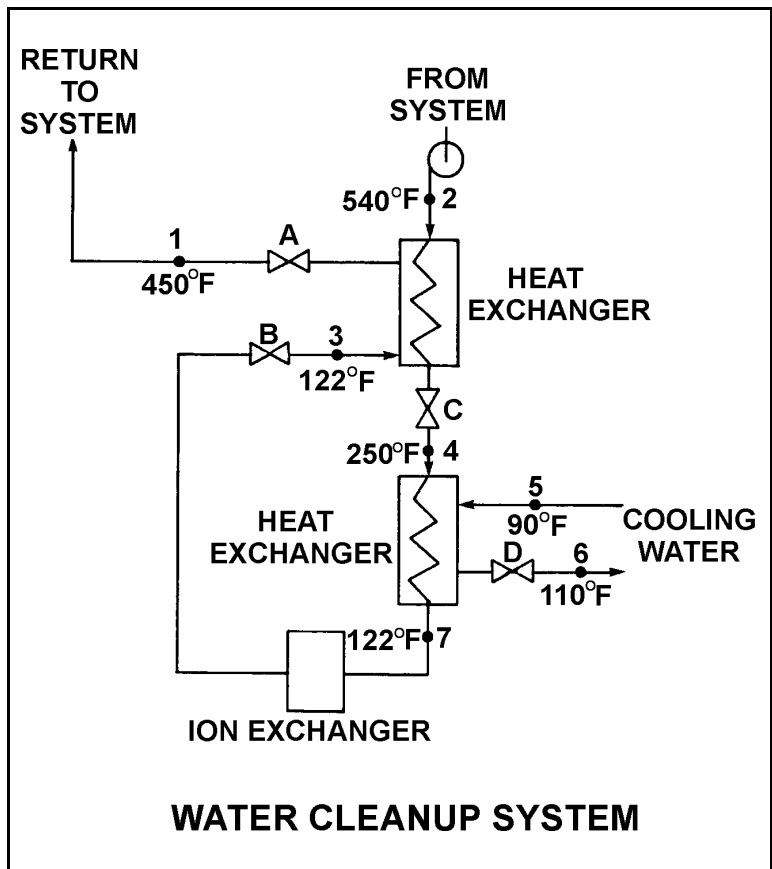 RETURN
TO
SYSTEM
FROM
SYSTEM
540°F 2
1 A
450°F
HEAT
EXCHANGER
B 3
122°F
C
250°F 4
5
90°F
COOLING
WATER
HEAT
EXCHANGER
D 6
110°F
122°F 7
ION EXCHANGER
WATER CLEANUP SYSTEM